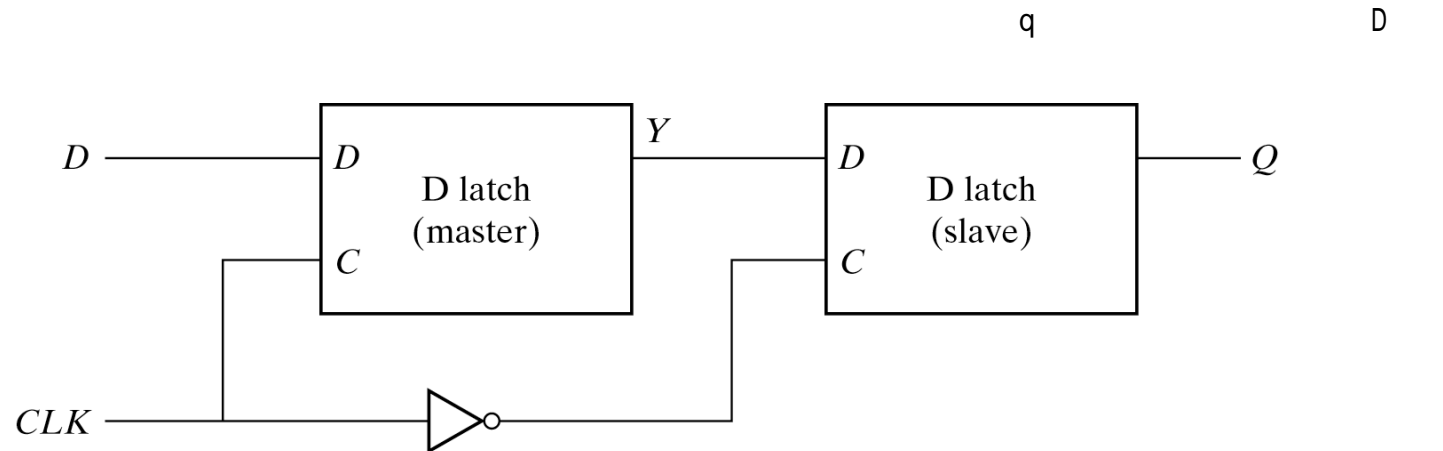 q D
Y
D D D Q
D latch D latch
(master) (slave)
C C
CLK